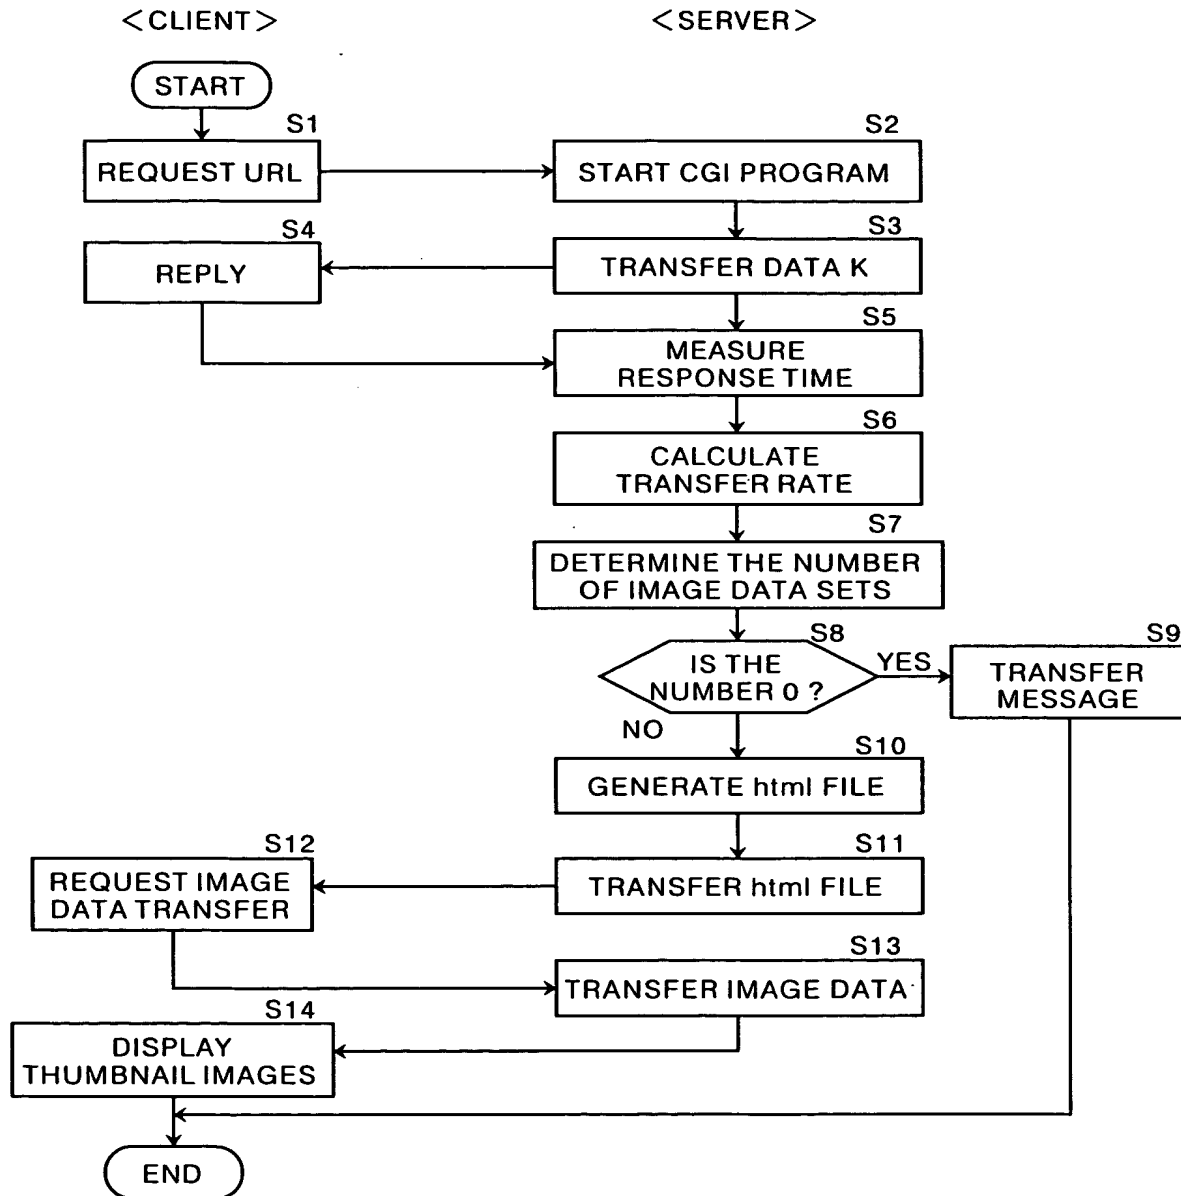 <CLIENT>
<SERVER>
START
S1
REQUEST URL
S2
START CGI PROGRAM
S4
REPLY
S3
TRANSFER DATA K
S5
MEASURE
RESPONSE TIME
S6
CALCULATE
TRANSFER RATE
S7
DETERMINE THE NUMBER
OF IMAGE DATA SETS
S8
IS THE
NUMBER 0 ?
YES
S9
TRANSFER
MESSAGE
NO
S10
GENERATE html FILE
S11
TRANSFER html FILE
S12
REQUEST IMAGE
DATA TRANSFER
S13
TRANSFER IMAGE DATA
S14
DISPLAY
THUMBNAIL IMAGES
END